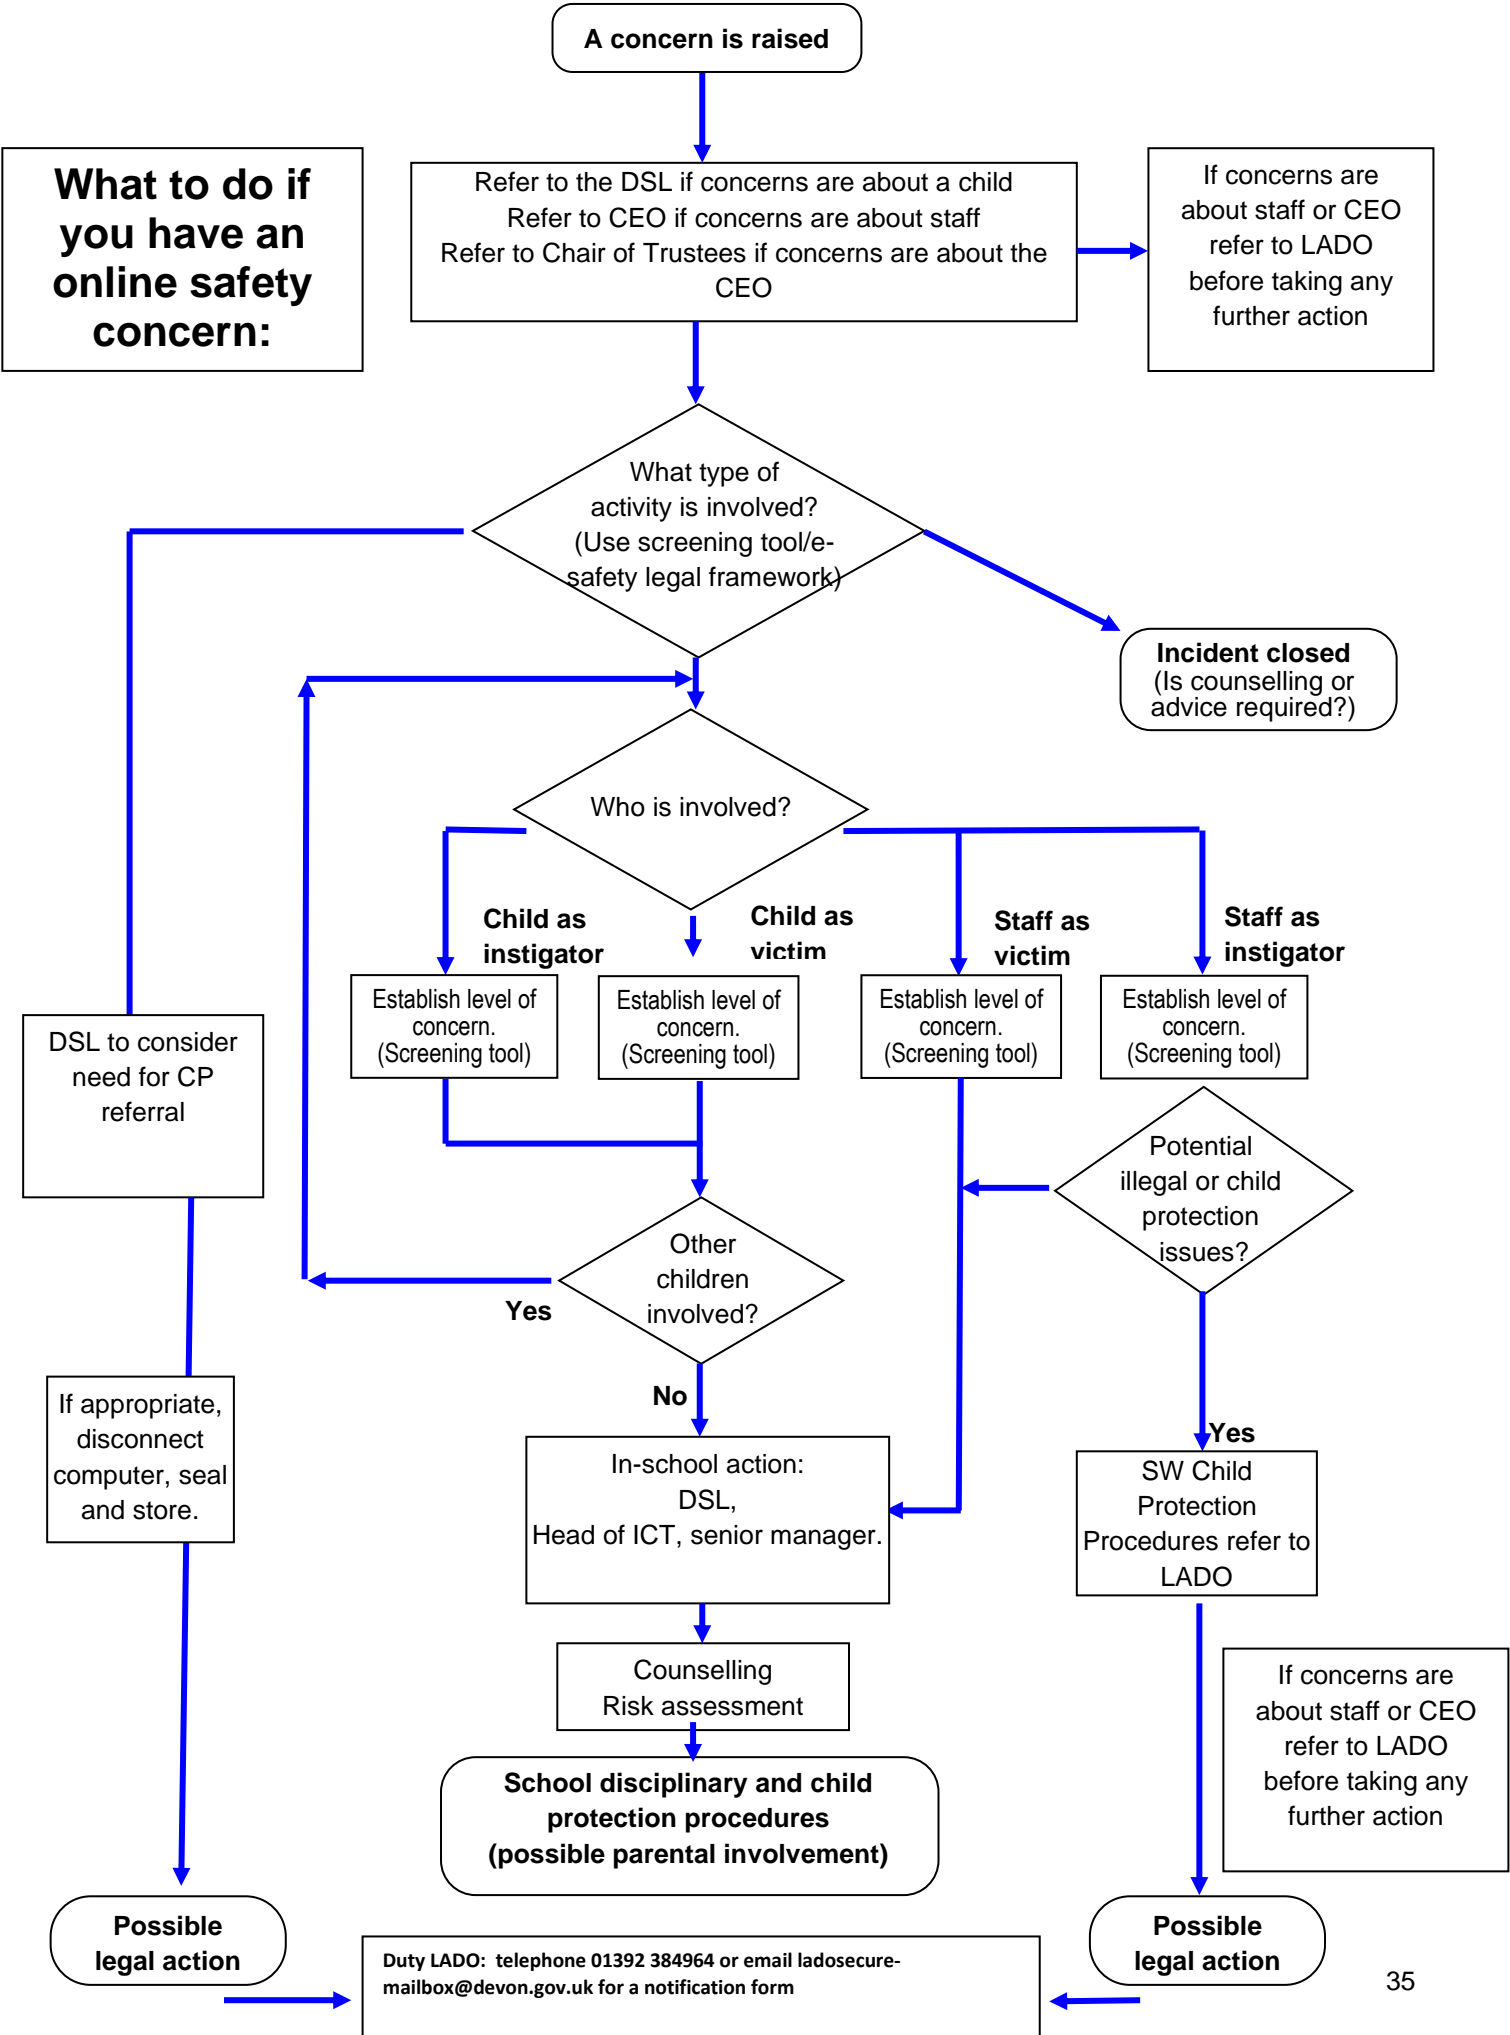 A concern is raised
What to do if
you have an
online safety
concern:
Refer to the DSL if concerns are about a child
Refer to CEO if concerns are about staff
Refer to Chair of Trustees if concerns are about the
CEO
If concerns are
about staff or CEO
refer to LADO
before taking any
further action
What type of
activity is involved?
(Use screening tool/e-
safety legal framework)
Incident closed
(Is counselling or
advice required?)
Who is involved?
Child as
instigator
Child as
victim
Staff as
victim
Staff as
instigator
Establish level of
concern.
(Screening tool)
Establish level of
concern.
(Screening tool)
Establish level of
concern.
(Screening tool)
Establish level of
concern.
(Screening tool)
DSL to consider
need for CP
referral
Potential
illegal or child
protection
issues?
Other
children
involved?
Yes
No
If appropriate,
disconnect
computer, seal
and store.
In-school action:
DSL,
Head of ICT, senior manager.
Yes
SW Child
Protection
Procedures refer to
LADO
Counselling
Risk assessment
If concerns are
about staff or CEO
refer to LADO
before taking any
further action
School disciplinary and child
protection procedures
(possible parental involvement)
Possible
legal action
Possible
legal action
Duty LADO: telephone 01392 384964 or email ladosecure-
mailbox@devon.gov.uk for a notification form
35